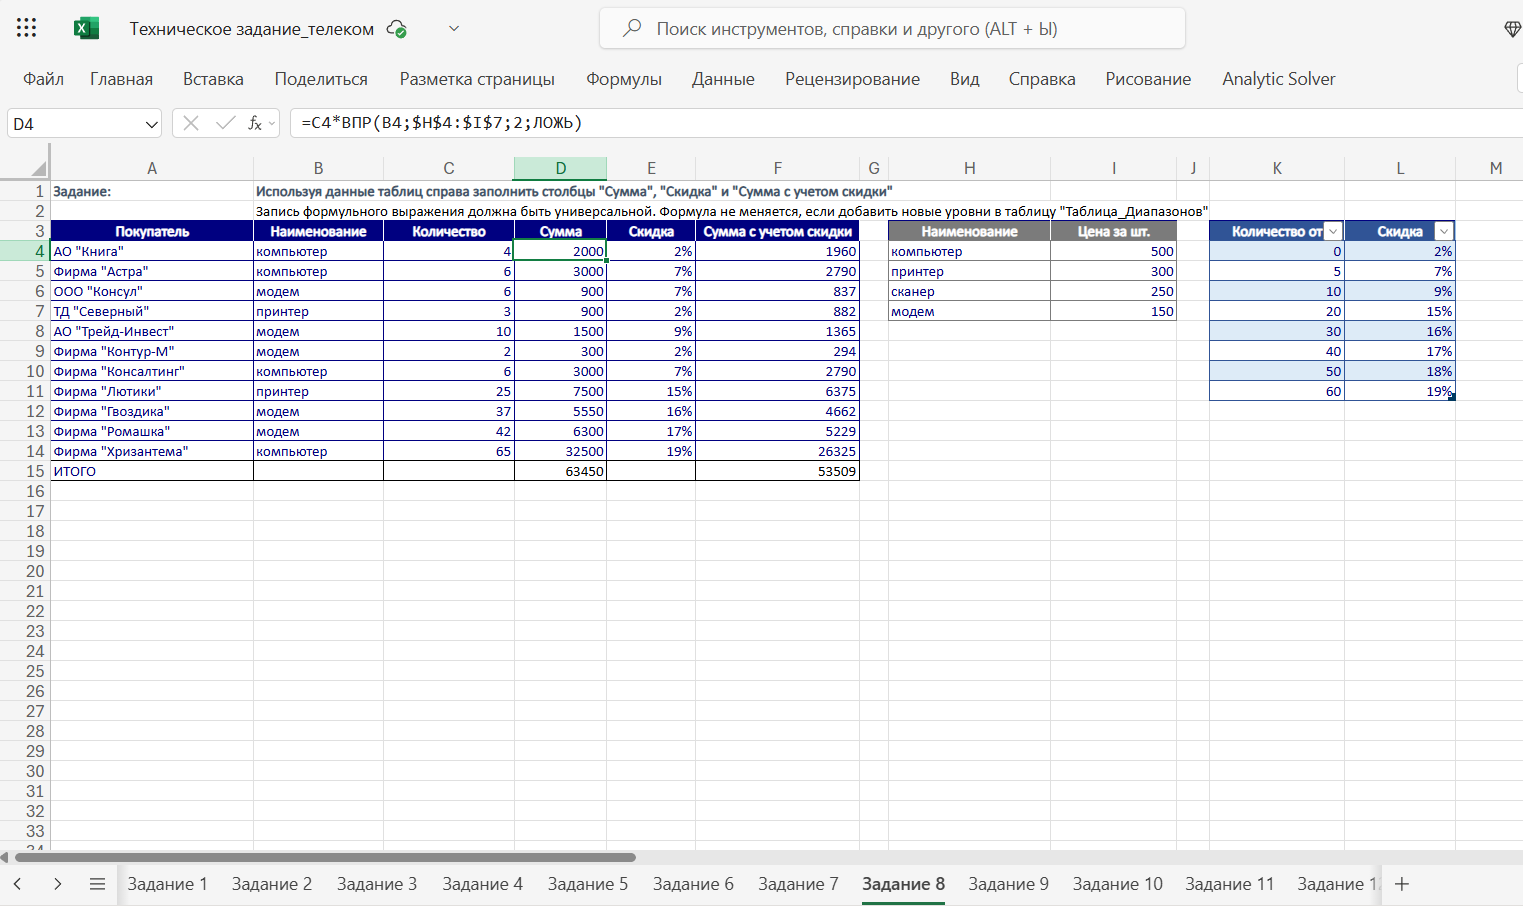 Техническое задание_телеком
Поиск инструментов, справки и другого (ALT + Ы)
Файл Главная Вставка Поделиться Разметка страницы Формулы Данные Рецензирование Вид Справка Рисование Analytic Solver
D4 fx =C4*ВПР(B4;$H$4:$I$7;2;ЛОЖЬ)
A B C D E F G H I J K L M
1 Задание: Используя данные таблиц справа заполнить столбцы "Сумма", "Скидка" и "Сумма с учетом скидки"
2 Запись формульного выражения должна быть универсальной. Формула не меняется, если добавить новые уровни в таблицу "Таблица_Диапазонов"
3 Покупатель Наименование Количество Сумма Скидка Сумма с учетом скидки Наименование Цена за шт. Количество от Скидка
4 АО "Книга" компьютер 4 2000 2% 1960 компьютер 500 0 2%
5 Фирма "Астра" компьютер 6 3000 7% 2790 принтер 300 5 7%
6 ООО "Консул" модем 6 900 7% 837 сканер 250 10 9%
7 ТД "Северный" принтер 3 900 2% 882 модем 150 20 15%
8 АО "Трейд-Инвест" модем 10 1500 9% 1365 30 16%
9 Фирма "Контур-М" модем 2 300 2% 294 40 17%
10 Фирма "Консалтинг" компьютер 6 3000 7% 2790 50 18%
11 Фирма "Лютики" принтер 25 7500 15% 6375 60 19%
12 Фирма "Гвоздика" модем 37 5550 16% 4662
13 Фирма "Ромашка" модем 42 6300 17% 5229
14 Фирма "Хризантема" компьютер 65 32500 19% 26325
15 ИТОГО 63450 53509
16
17
18
19
20
21
22
23
24
25
26
27
28
29
30
31
32
33
34
Задание 1 Задание 2 Задание 3 Задание 4 Задание 5 Задание 6 Задание 7 Задание 8 Задание 9 Задание 10 Задание 11 Задание 1